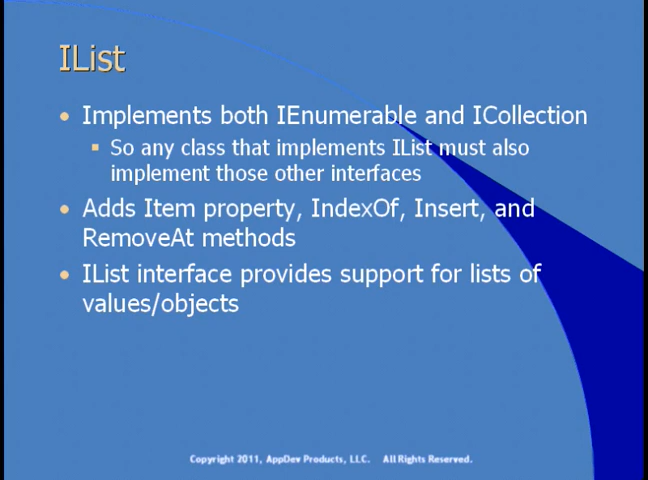 IList
• Implements both IEnumerable and ICollection
▪ So any class that implements IList must also
implement those other interfaces
• Adds Item property, IndexOf, Insert, and
RemoveAt methods
• IList interface provides support for lists of
values/objects
Copyright 2011, AppDev Products, LLC. All Rights Reserved.